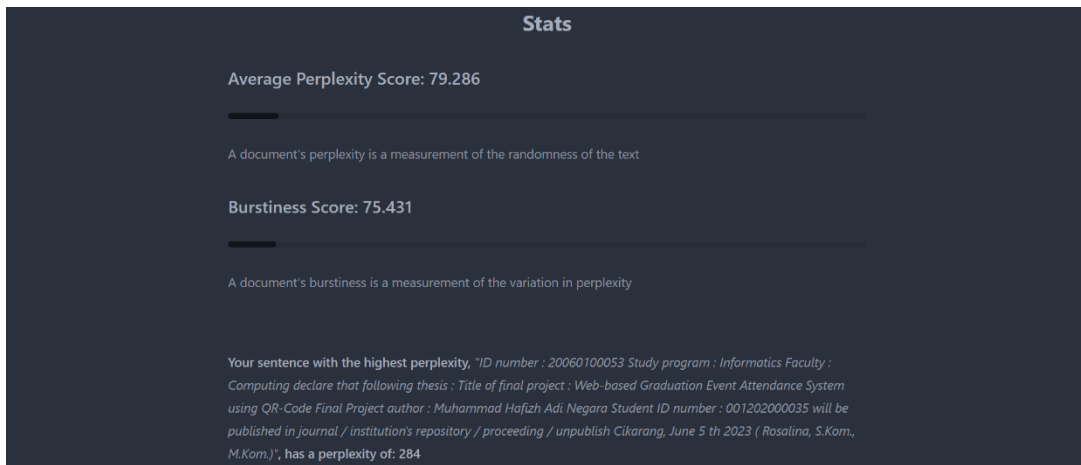 Stats
Average Perplexity Score: 79.286
A document's perplexity is a measurement of the randomness of the text
Burstiness Score: 75.431
A document's burstiness is a measurement of the variation in perplexity
Your sentence with the highest perplexity, "ID number : 20060100053 Study program : Informatics Faculty :
Computing declare that following thesis : Title of final project : Web-based Graduation Event Attendance System
using QR-Code Final Project author : Muhammad Hafizh Adi Negara Student ID number : 001202000035 will be
published in journal / institution's repository / proceeding / unpublish Cikarang, June 5 th 2023 ( Rosalina, S.Kom.,
M.Kom.)", has a perplexity of: 284